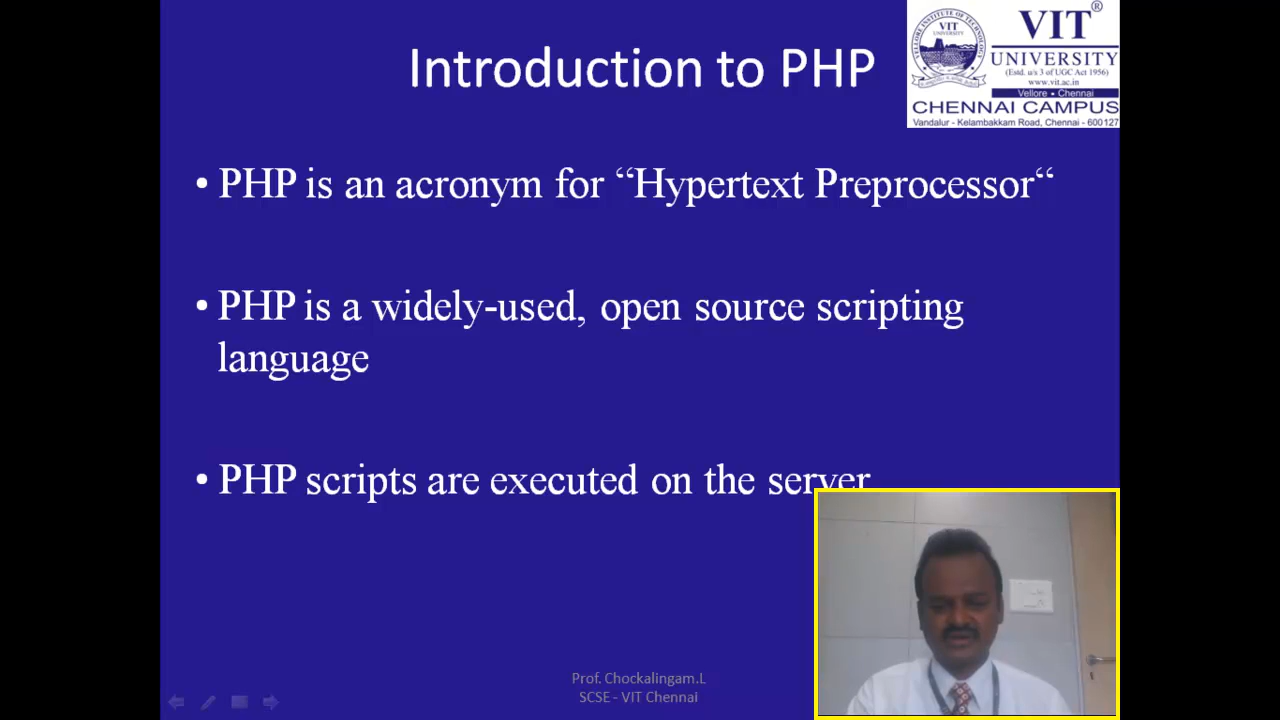 Introduction to PHP
VIT®
UNIVERSITY
(Estd. u/s 3 of UGC Act 1956)
www.vit.ac.in
Vellore • Chennai
CHENNAI CAMPUS
Vandalur - Kelambakkam Road, Chennai - 600127
VIT
UNIVERSITY
• PHP is an acronym for “Hypertext Preprocessor“
• PHP is a widely-used, open source scripting
language
• PHP scripts are executed on the server
Prof. Chockalingam.L
SCSE - VIT Chennai